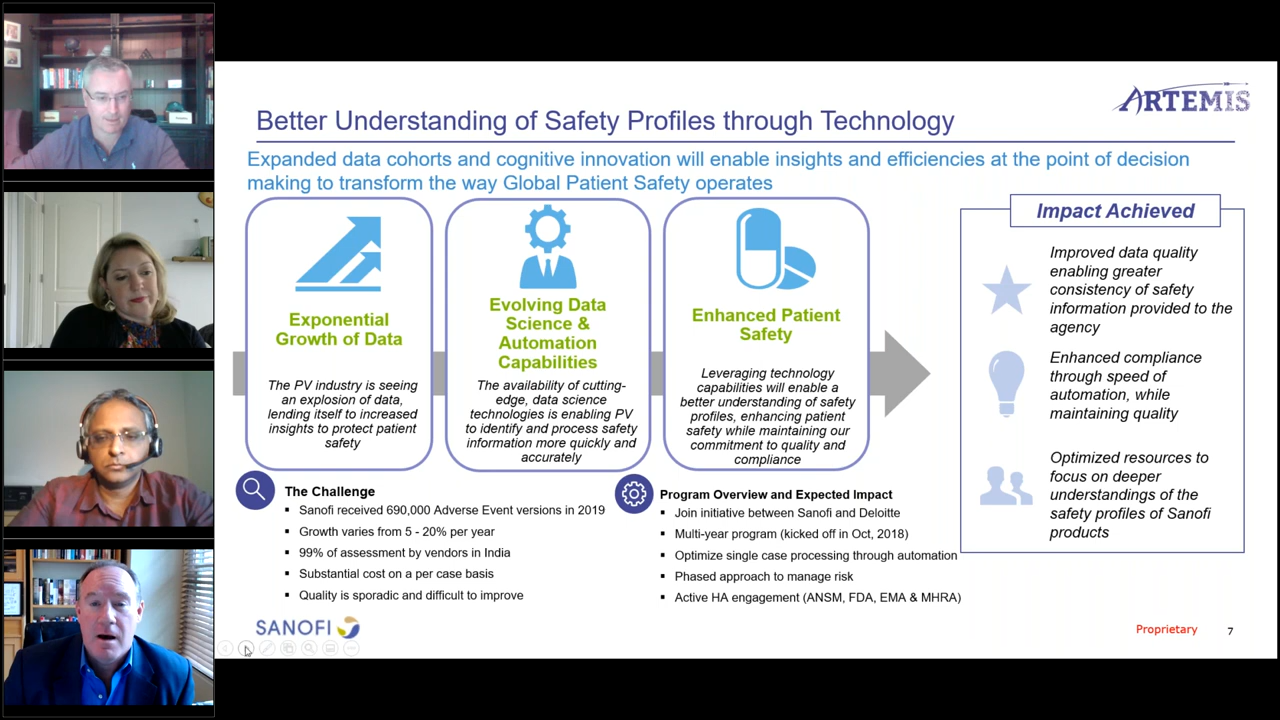 ARTEMIS
Better Understanding of Safety Profiles through Technology
Expanded data cohorts and cognitive innovation will enable insights and efficiencies at the point of decision
making to transform the way Global Patient Safety operates
Exponential
Growth of Data
The PV industry is seeing
an explosion of data,
lending itself to increased
insights to protect patient
safety
Evolving Data
Science &
Automation
Capabilities
The availability of cutting-
edge, data science
technologies is enabling PV
to identify and process safety
information more quickly and
accurately
Enhanced Patient
Safety
Leveraging technology
capabilities will enable a
better understanding of safety
profiles, enhancing patient
safety while maintaining our
commitment to quality and
compliance
Impact Achieved
Improved data quality
enabling greater
consistency of safety
information provided to the
agency
Enhanced compliance
through speed of
automation, while
maintaining quality
Optimized resources to
focus on deeper
understandings of the
safety profiles of Sanofi
products
The Challenge
▪ Sanofi received 690,000 Adverse Event versions in 2019
▪ Growth varies from 5 - 20% per year
▪ 99% of assessment by vendors in India
▪ Substantial cost on a per case basis
▪ Quality is sporadic and difficult to improve
Program Overview and Expected Impact
▪ Join initiative between Sanofi and Deloitte
▪ Multi-year program (kicked off in Oct, 2018)
▪ Optimize single case processing through automation
▪ Phased approach to manage risk
▪ Active HA engagement (ANSM, FDA, EMA & MHRA)
SANOFI
Proprietary
7